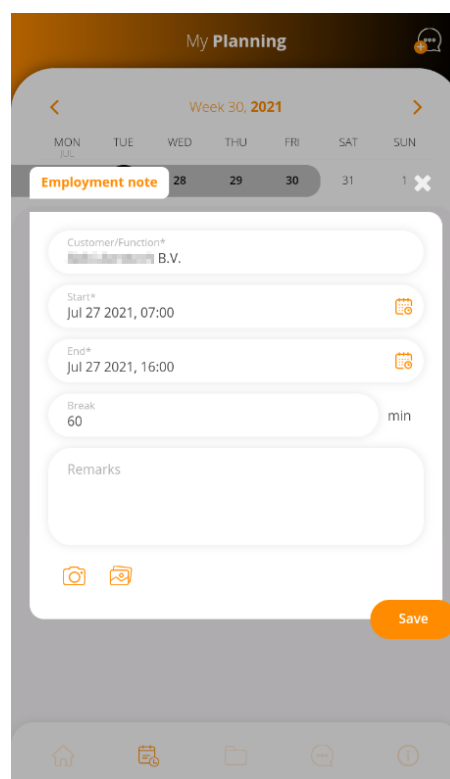 My Planning
Week 30, 2021
MON TUE WED THU FRI SAT SUN
JUL
Employment note 28 29 30 31 1
Customer/Function*
B.V.
Start*
Jul 27 2021, 07:00
End*
Jul 27 2021, 16:00
Break
60 min
Remarks
Save